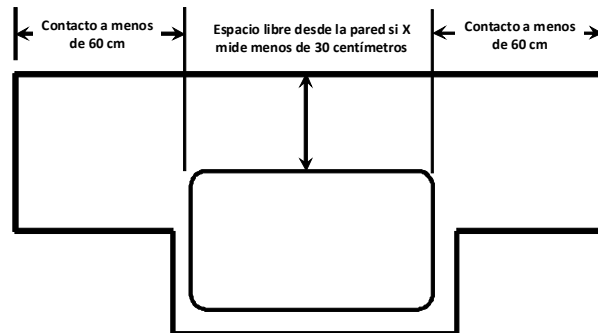 Contacto a menos
de 60 cm
Espacio libre desde la pared si X
mide menos de 30 centímetros
Contacto a menos
de 60 cm